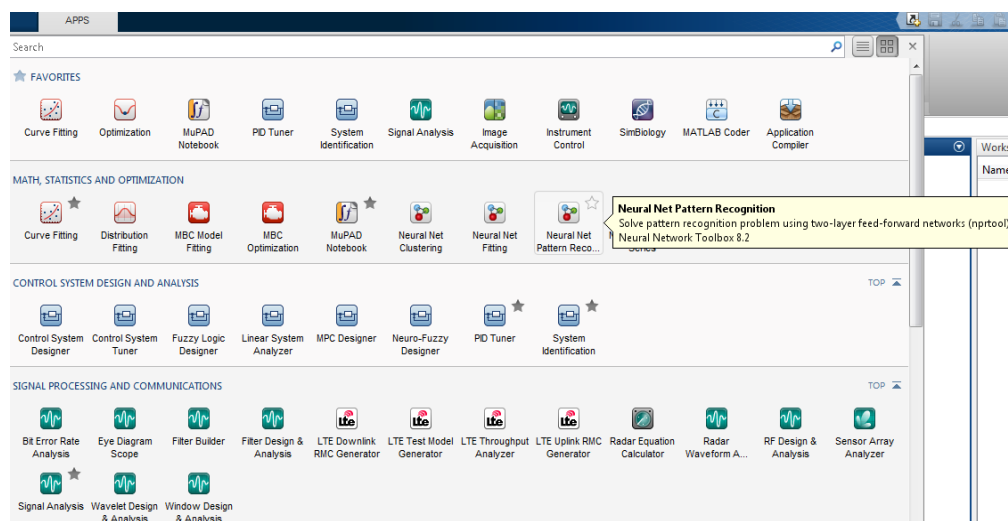 APPS
Search
FAVORITES
Curve Fitting
Optimization
MuPAD
Notebook
PID Tuner
System
Identification
Signal Analysis
Image
Acquisition
Instrument
Control
SimBiology
MATLAB Coder
Application
Compiler
Works
Name
MATH, STATISTICS AND OPTIMIZATION
Curve Fitting
Distribution
Fitting
MBC Model
Fitting
MBC
Optimization
MuPAD
Notebook
Neural Net
Clustering
Neural Net
Fitting
Neural Net
Pattern Reco...
Series
Neural Net Pattern Recognition
Solve pattern recognition problem using two-layer feed-forward networks (nprtool)
Neural Network Toolbox 8.2
CONTROL SYSTEM DESIGN AND ANALYSIS
TOP
Control System
Designer
Control System
Tuner
Fuzzy Logic
Designer
Linear System
Analyzer
MPC Designer
Neuro-Fuzzy
Designer
PID Tuner
System
Identification
SIGNAL PROCESSING AND COMMUNICATIONS
TOP
Bit Error Rate
Analysis
Eye Diagram
Scope
Filter Builder
Filter Design &
Analysis
LTE Downlink
RMC Generator
LTE Test Model
Generator
LTE Throughput
Analyzer
LTE Uplink RMC
Generator
Radar Equation
Calculator
Radar
Waveform A...
RF Design &
Analysis
Sensor Array
Analyzer
Signal Analysis
Wavelet Design
& Analysis
Window Design
& Analysis